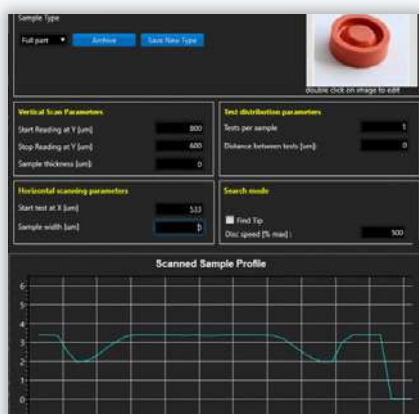 Sample Type
Full part
Archive
Save New Type
double click on image to edit
Vertical Scan Parameters
Start Reading at Y [um] 800
Stop Reading at Y [um] 600
Sample thickness [um]: 0
Test distribution parameters
Tests per sample 1
Distance between tests [um]: 0
Horizontal scanning parameters
Start test at X [um] 533
Sample width [um] 0
Search mode
Find Tip
Disc speed [% max] : 500
Scanned Sample Profile
6
5
4
3
2
1
0